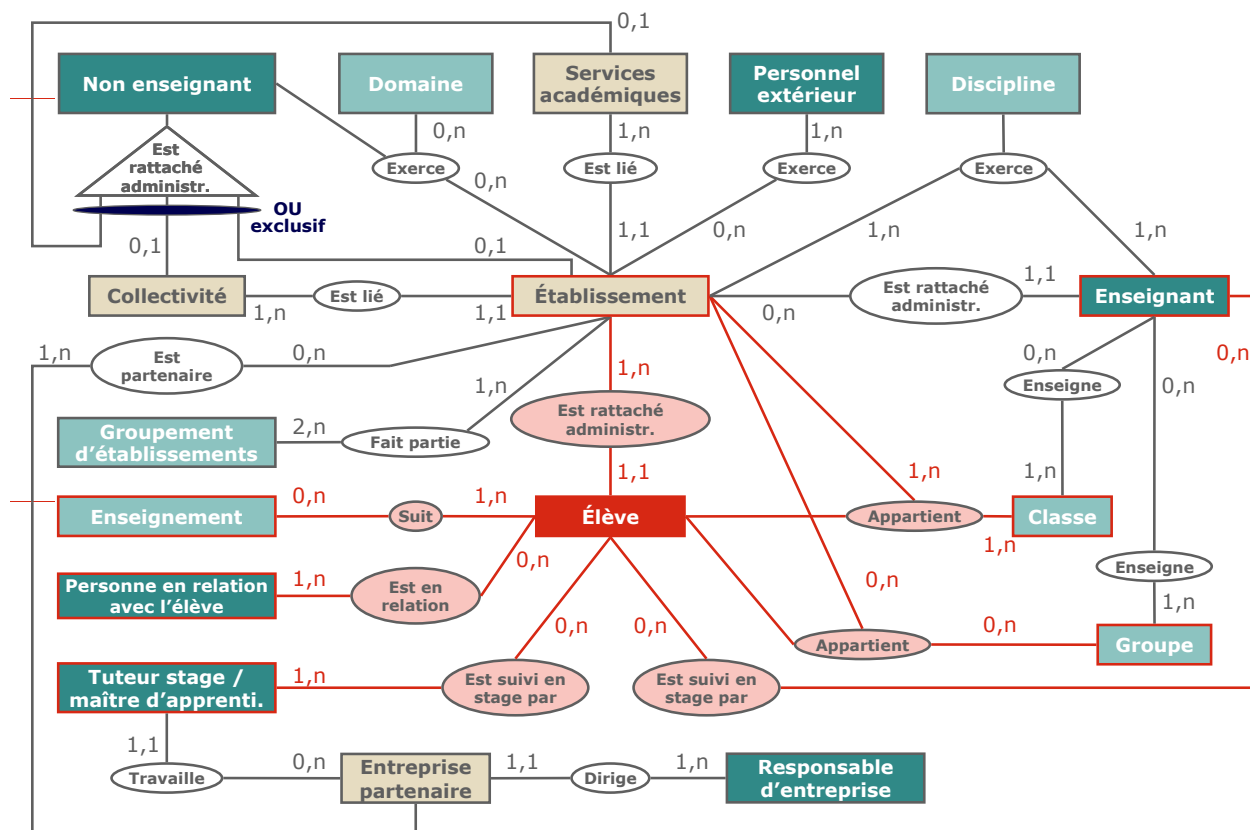 0,1
Non enseignant
Domaine
Services
académiques
Personnel
extérieur
Discipline
0,n
1,n
1,n
Est
rattaché
administr.
Exerce
Est lié
Exerce
Exerce
0,n
OU
exclusif
0,1
0,1
1,1
0,n
1,n
1,n
Collectivité
Est lié
Établissement
Est rattaché
administr.
1,1
Enseignant
1,n
1,1
0,n
1,n
Est
partenaire
0,n
1,n
0,n
0,n
Enseigne
0,n
1,n
Est rattaché
administr.
Groupement
d’établissements
2,n
Fait partie
1,1
1,n
1,n
Enseignement
0,n
Suit
1,n
Élève
Appartient
Classe
1,n
0,n
Personne en relation
avec l’élève
1,n
Est en
relation
0,n
Enseigne
1,n
0,n
0,n
0,n
Appartient
Groupe
Tuteur stage /
maître d’apprenti.
1,n
Est suivi en
stage par
Est suivi en
stage par
1,1
Travaille
0,n
Entreprise
partenaire
1,1
Dirige
1,n
Responsable
d’entreprise